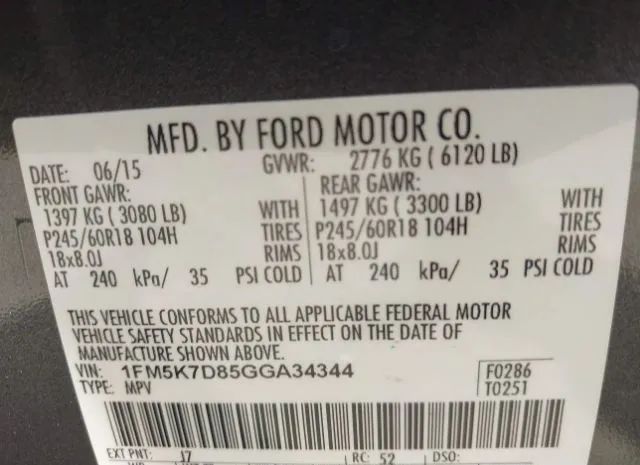 MFD. BY FORD MOTOR CO.
DATE: 06/15 GVWR: 2776 KG ( 6120 LB)
FRONT GAWR: REAR GAWR:
1397 KG ( 3080 LB) WITH 1497 KG ( 3300 LB) WITH
P245/60R18 104H TIRES P245/60R18 104H TIRES
18x8.0J RIMS 18x8.0J RIMS
AT 240 kPa/ 35 PSI COLD AT 240 kPa/ 35 PSI COLD
THIS VEHICLE CONFORMS TO ALL APPLICABLE FEDERAL MOTOR
VEHICLE SAFETY STANDARDS IN EFFECT ON THE DATE OF
MANUFACTURE SHOWN ABOVE.
VIN: 1FM5K7D85GGA34344 F0286
TYPE: MPV T0251
EXT PNT: J7 RC: 52 DSO: